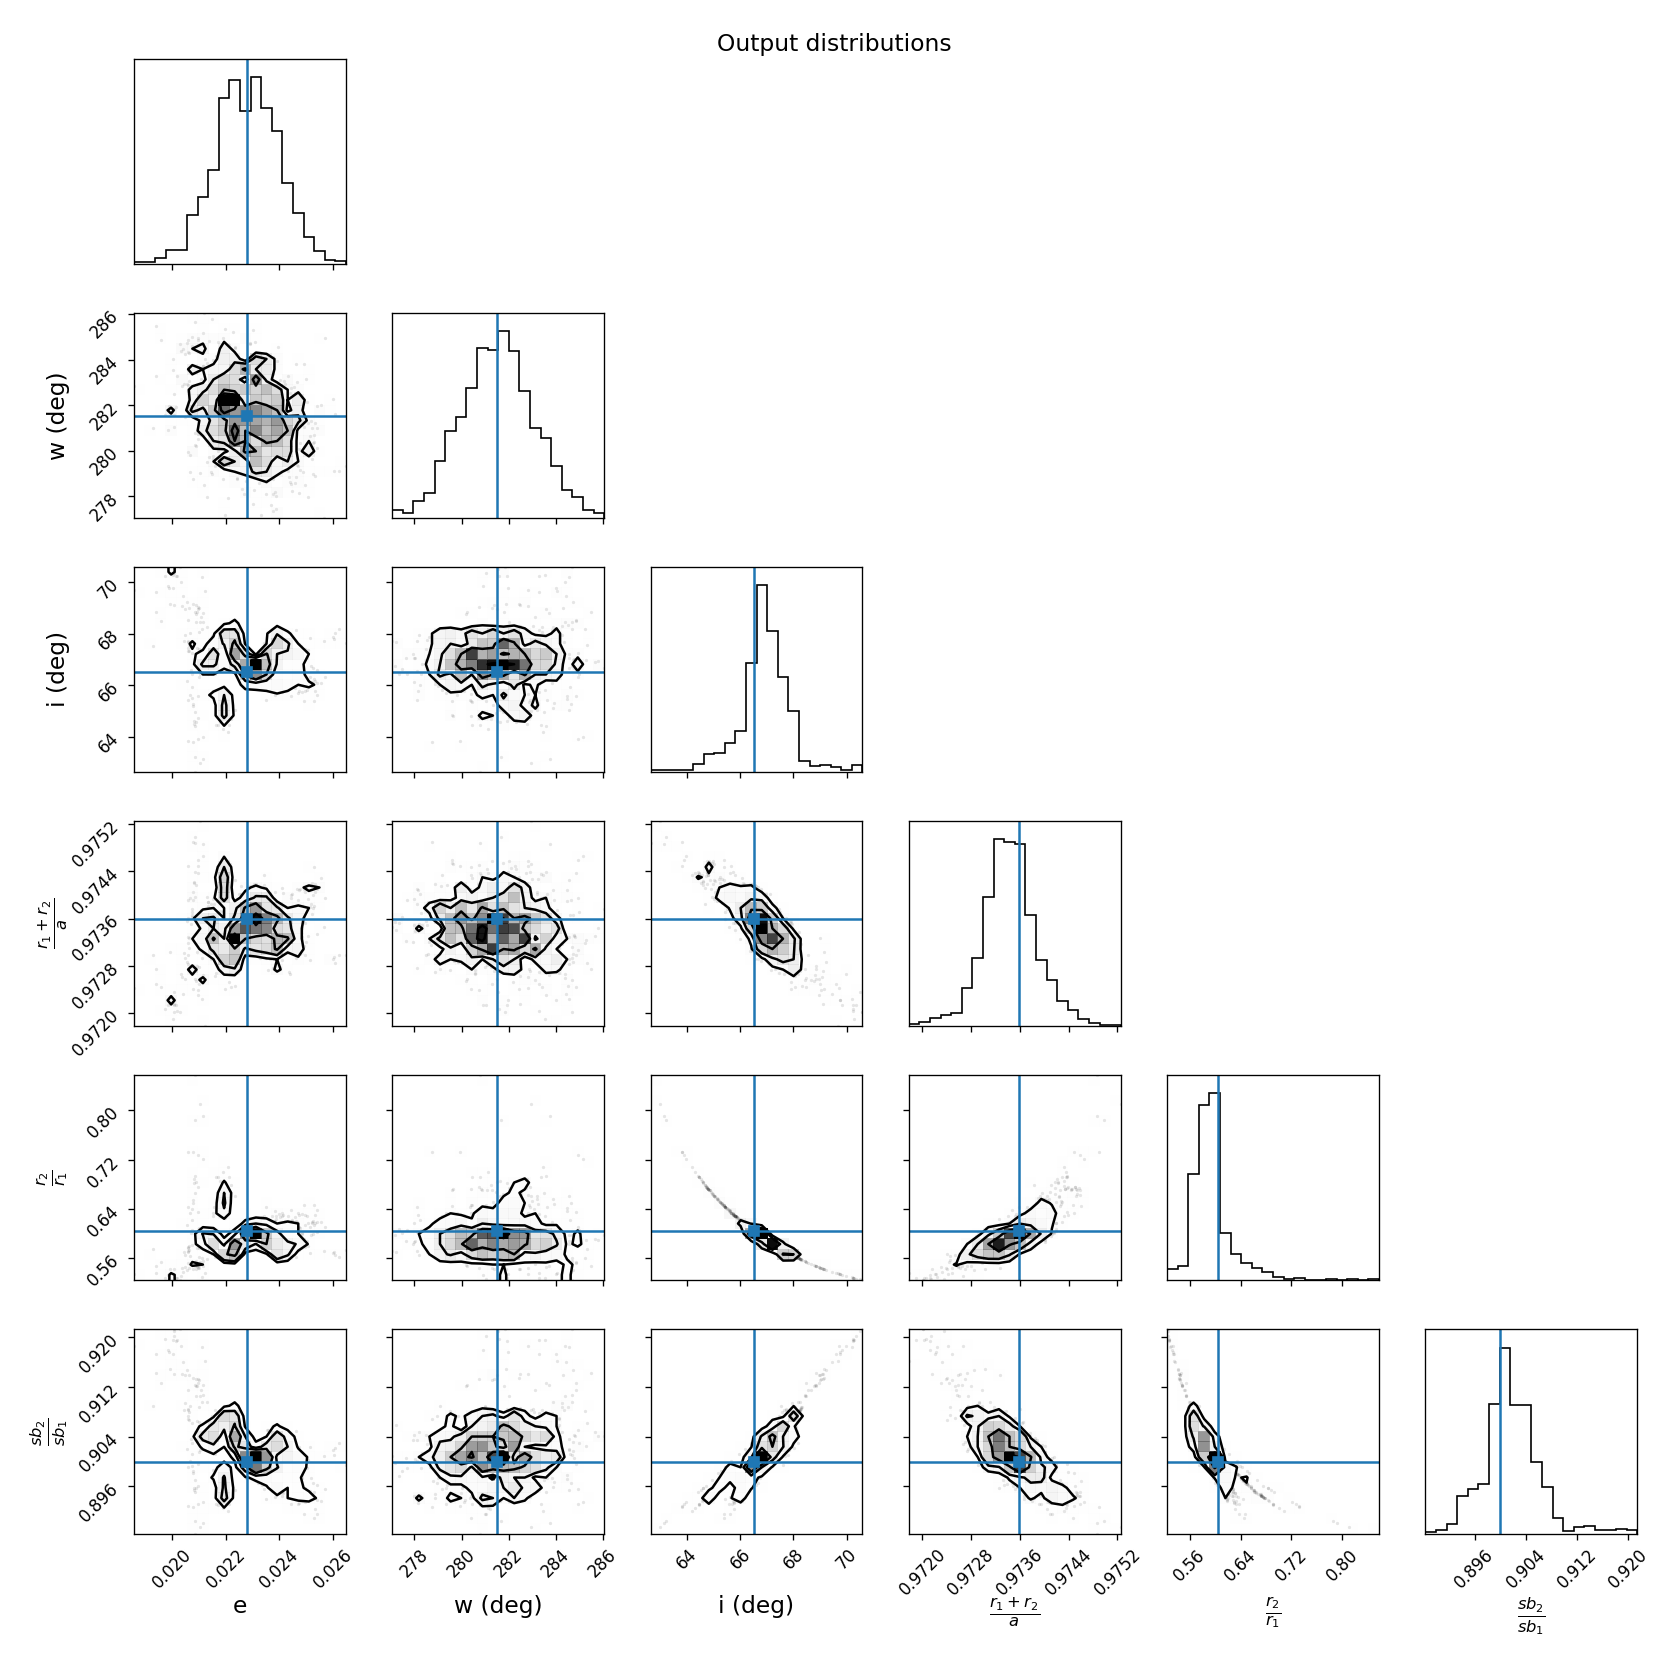 Output distributions
286
284
282
280
278
w (deg)
70
68
66
64
i (deg)
0.9752
0.9744
0.9736
0.9728
0.9720
r1 + r2
a
0.80
0.72
0.64
0.56
r2
r1
0.920
0.912
0.904
0.896
sb2
sb1
0.020 0.022 0.024 0.026 278 280 282 284 286 64 66 68 70 0.9720 0.9728 0.9736 0.9744 0.9752 0.56 0.64 0.72 0.80 0.896 0.904 0.912 0.920
e w (deg) i (deg) r1 + r2 r2 sb2
a r1 sb1